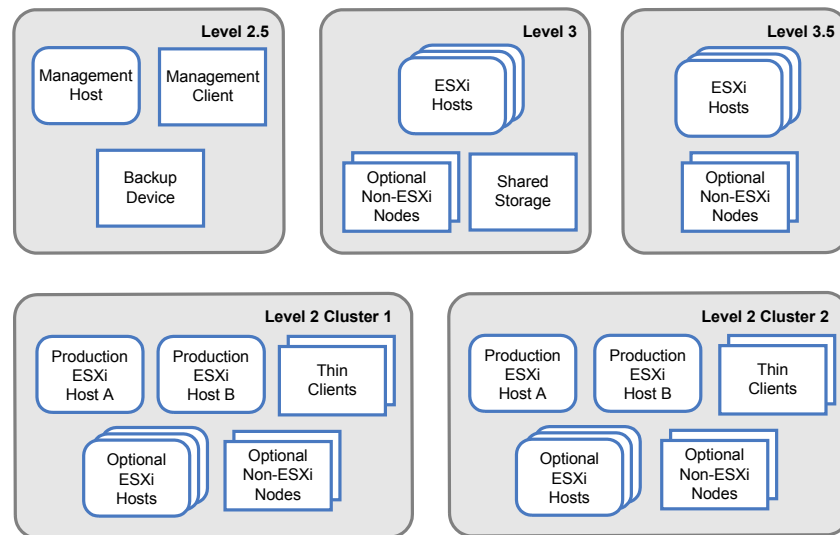 Level 2.5
Management
Host
Management
Client
Backup
Device
Level 3
ESXi
Hosts
Optional
Non-ESXi
Nodes
Shared
Storage
Level 3.5
ESXi
Hosts
Optional
Non-ESXi
Nodes
Level 2 Cluster 1
Production
ESXi
Host A
Production
ESXi
Host B
Thin
Clients
Optional
ESXi
Hosts
Optional
Non-ESXi
Nodes
Level 2 Cluster 2
Production
ESXi
Host A
Production
ESXi
Host B
Thin
Clients
Optional
ESXi
Hosts
Optional
Non-ESXi
Nodes